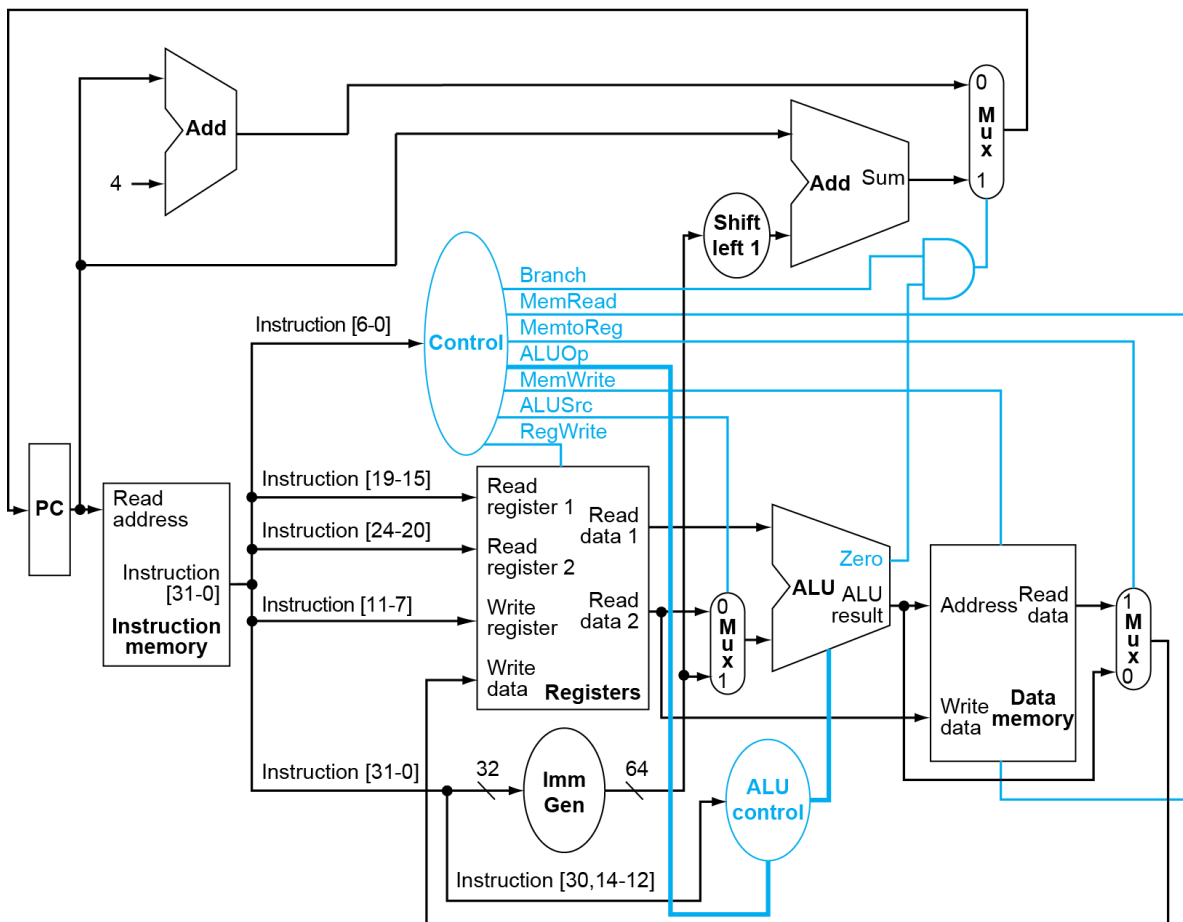 Add
4
0
Mux
1
Add
Sum
Shift
left 1
Branch
MemRead
MemtoReg
ALUOp
MemWrite
ALUSrc
RegWrite
Control
Instruction [6-0]
Instruction [19-15]
Instruction [24-20]
Instruction [11-7]
Instruction [31-0]
PC
Read
address
Instruction
[31-0]
Instruction
memory
Read
register 1
Read
register 2
Write
register
Write
data
Read
data 1
Read
data 2
Registers
0
Mux
1
Zero
ALU
ALU
result
Address
Read
data
Write
data
Data
memory
1
Mux
0
32
Imm
Gen
64
ALU
control
Instruction [30,14-12]